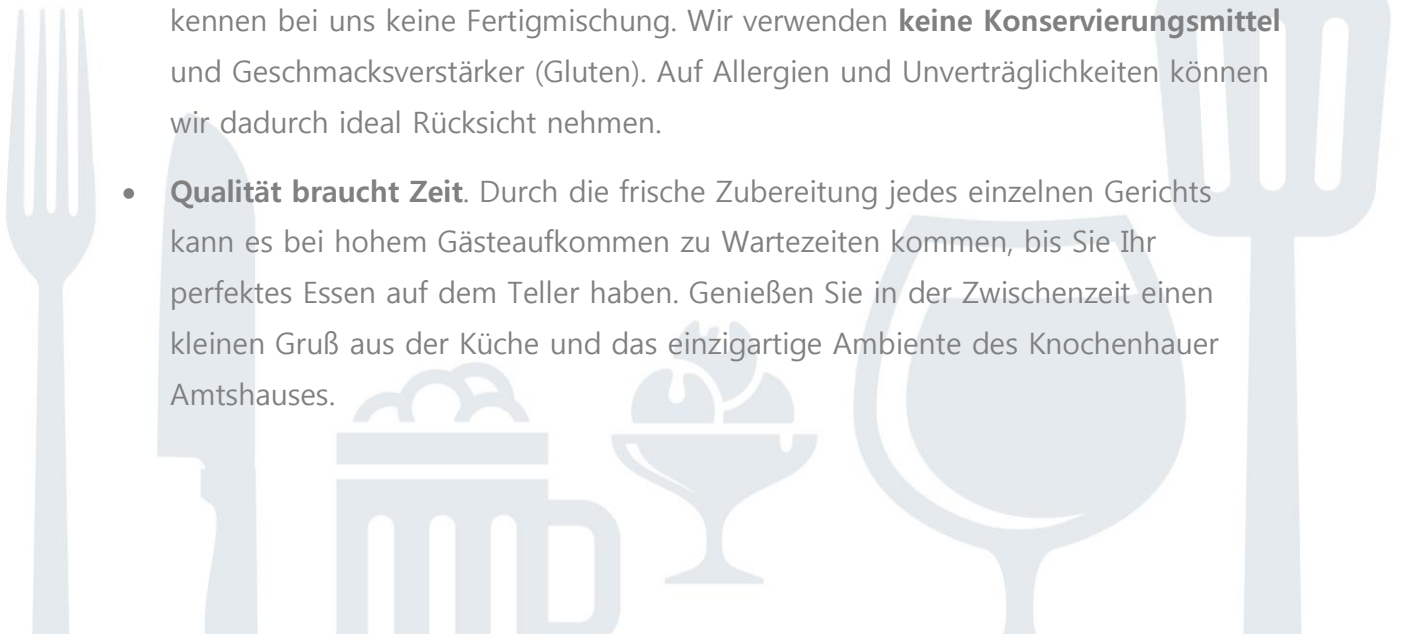 kennen bei uns keine Fertigmischung. Wir verwenden keine Konservierungsmittel
und Geschmacksverstärker (Gluten). Auf Allergien und Unverträglichkeiten können
wir dadurch ideal Rücksicht nehmen.
• Qualität braucht Zeit. Durch die frische Zubereitung jedes einzelnen Gerichts
kann es bei hohem Gästeaufkommen zu Wartezeiten kommen, bis Sie Ihr
perfektes Essen auf dem Teller haben. Genießen Sie in der Zwischenzeit einen
kleinen Gruß aus der Küche und das einzigartige Ambiente des Knochenhauer
Amtshauses.